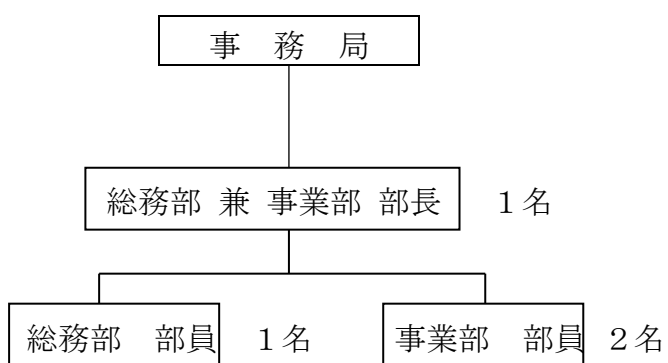 事　務　局
総務部 兼 事業部 部長　１名
総務部　部員　１名　事業部　部員　２名